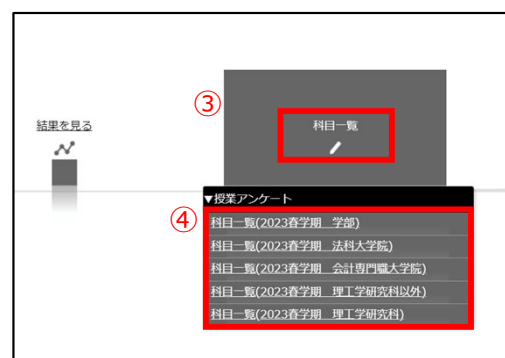 ③
結果を見る
科目一覧
▼授業アンケート
④
科目一覧(2023春学期　学部)
科目一覧(2023春学期　法科大学院)
科目一覧(2023春学期　会計専門職大学院)
科目一覧(2023春学期　理工学研究科以外)
科目一覧(2023春学期　理工学研究科)